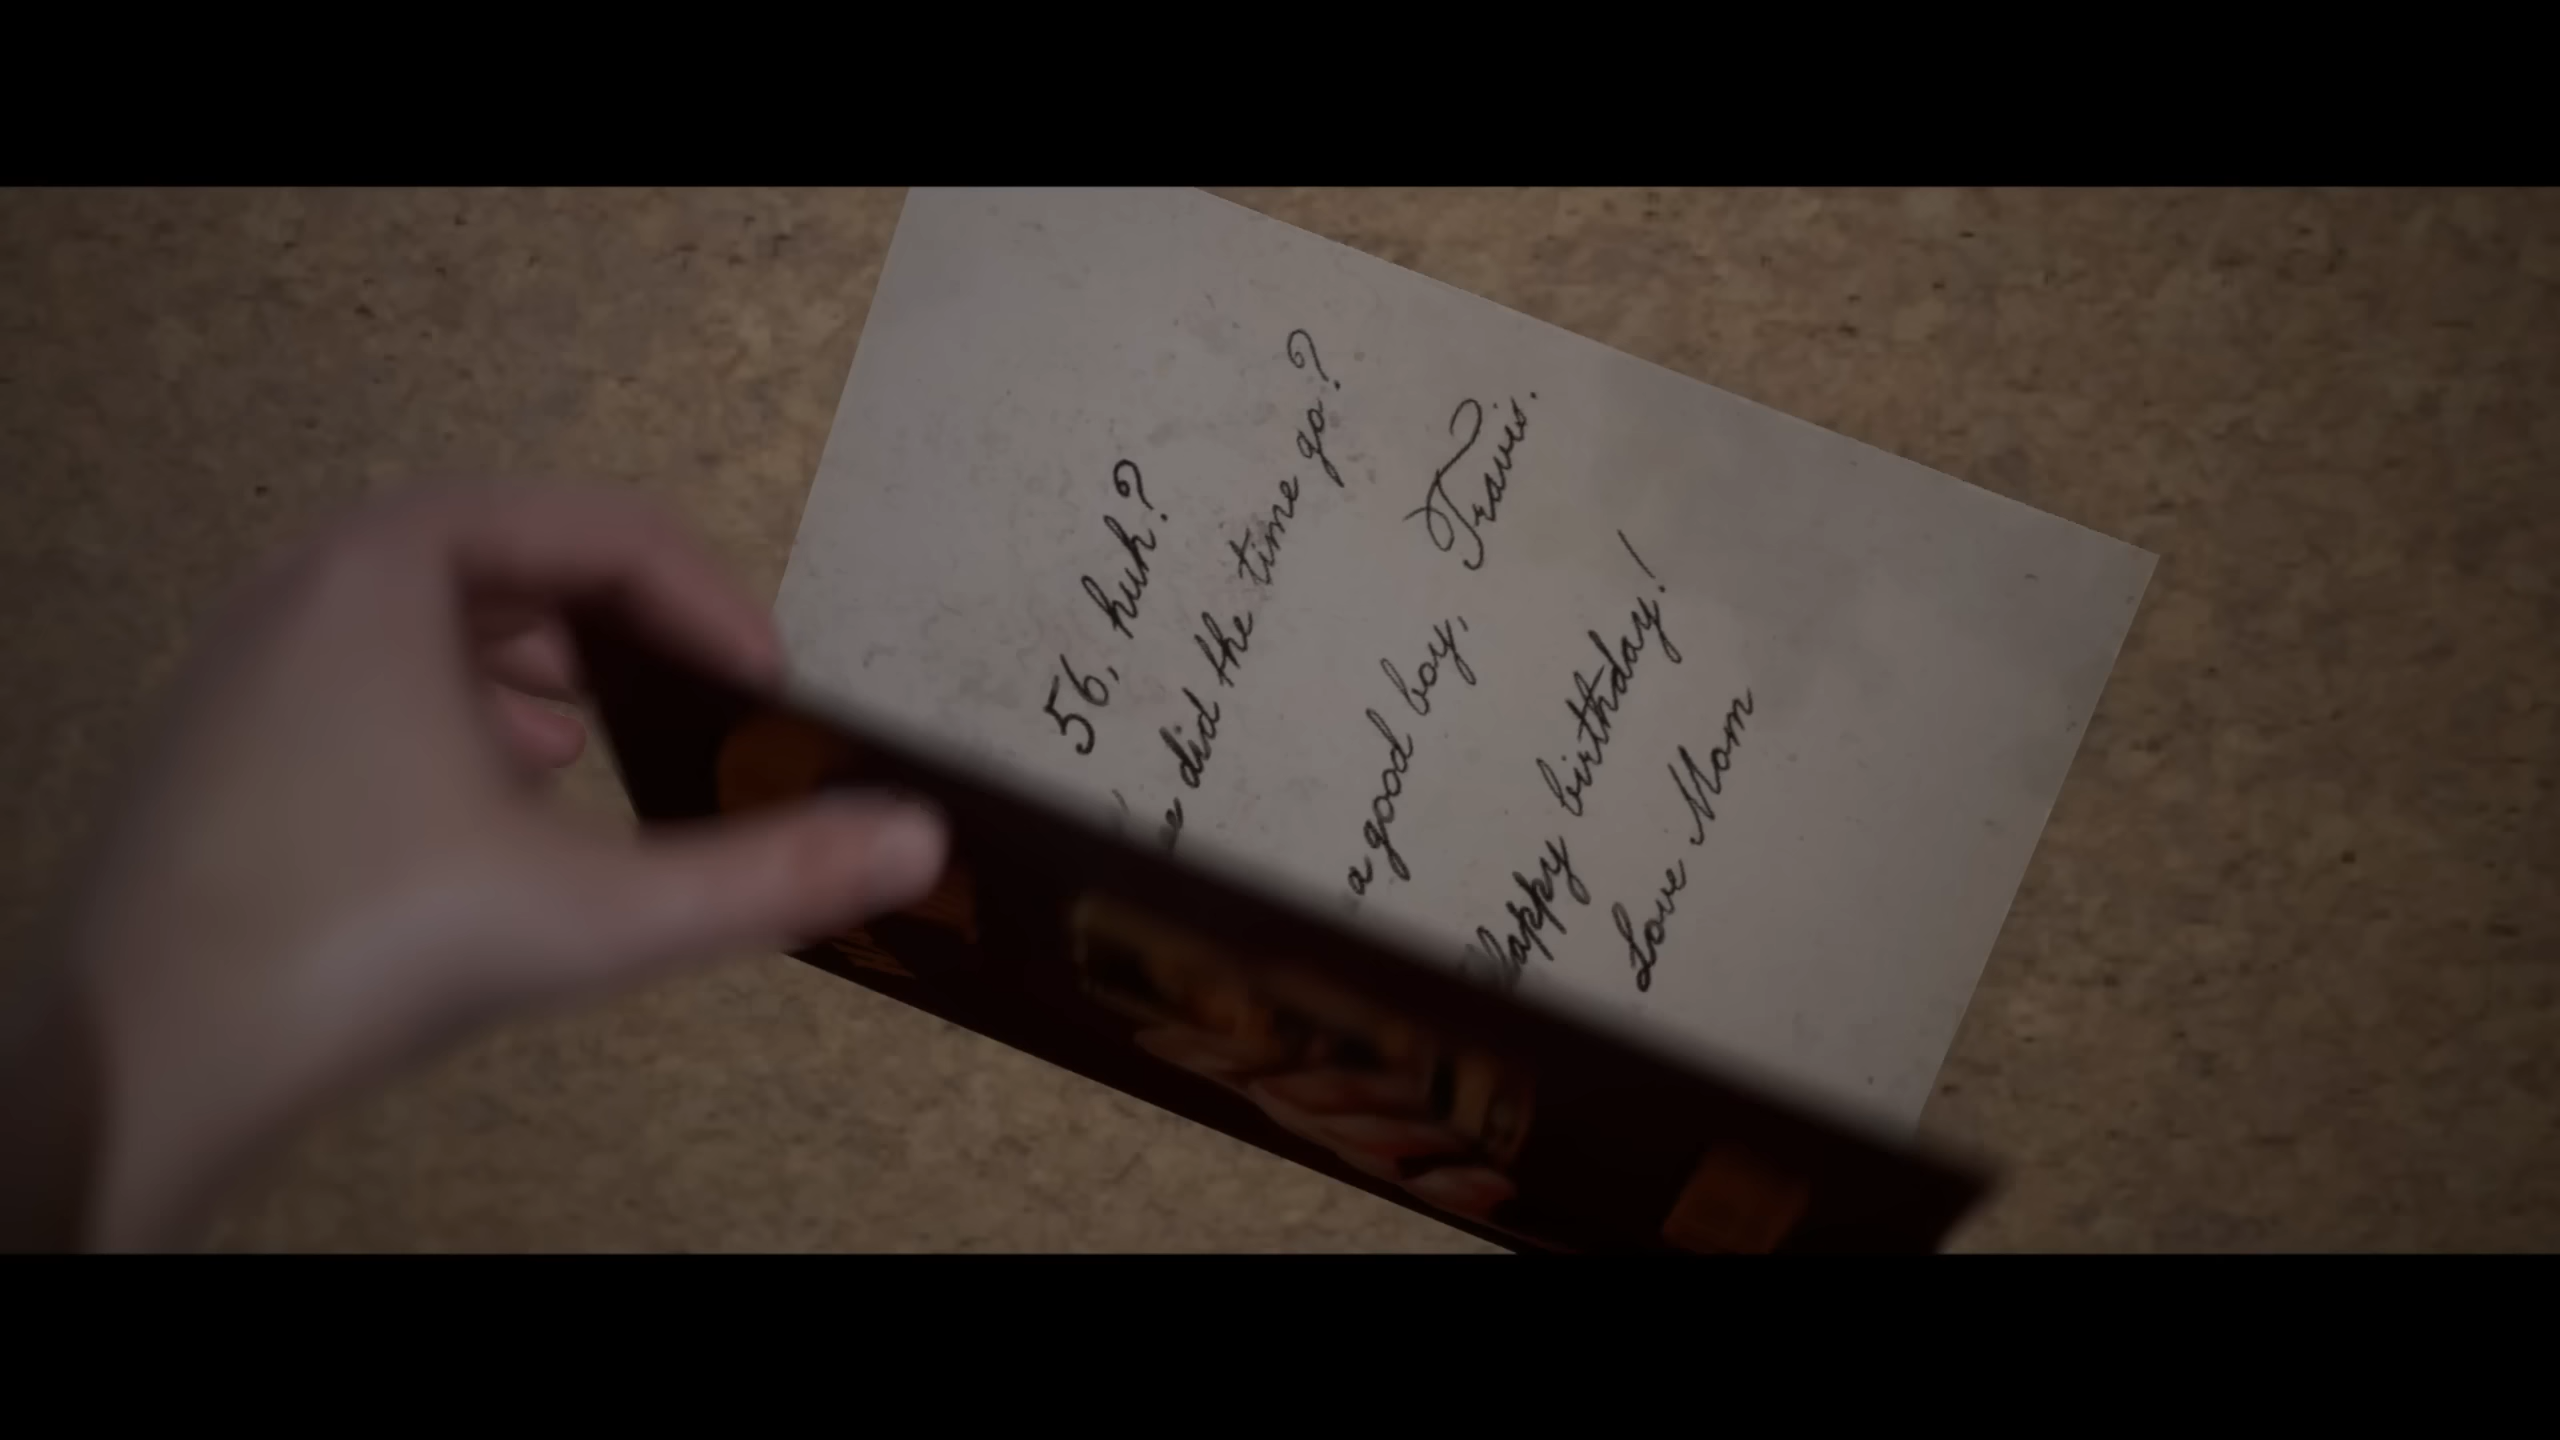 56, huh?
did the time go?
a good boy, Travis.
Happy birthday!
Love Mom